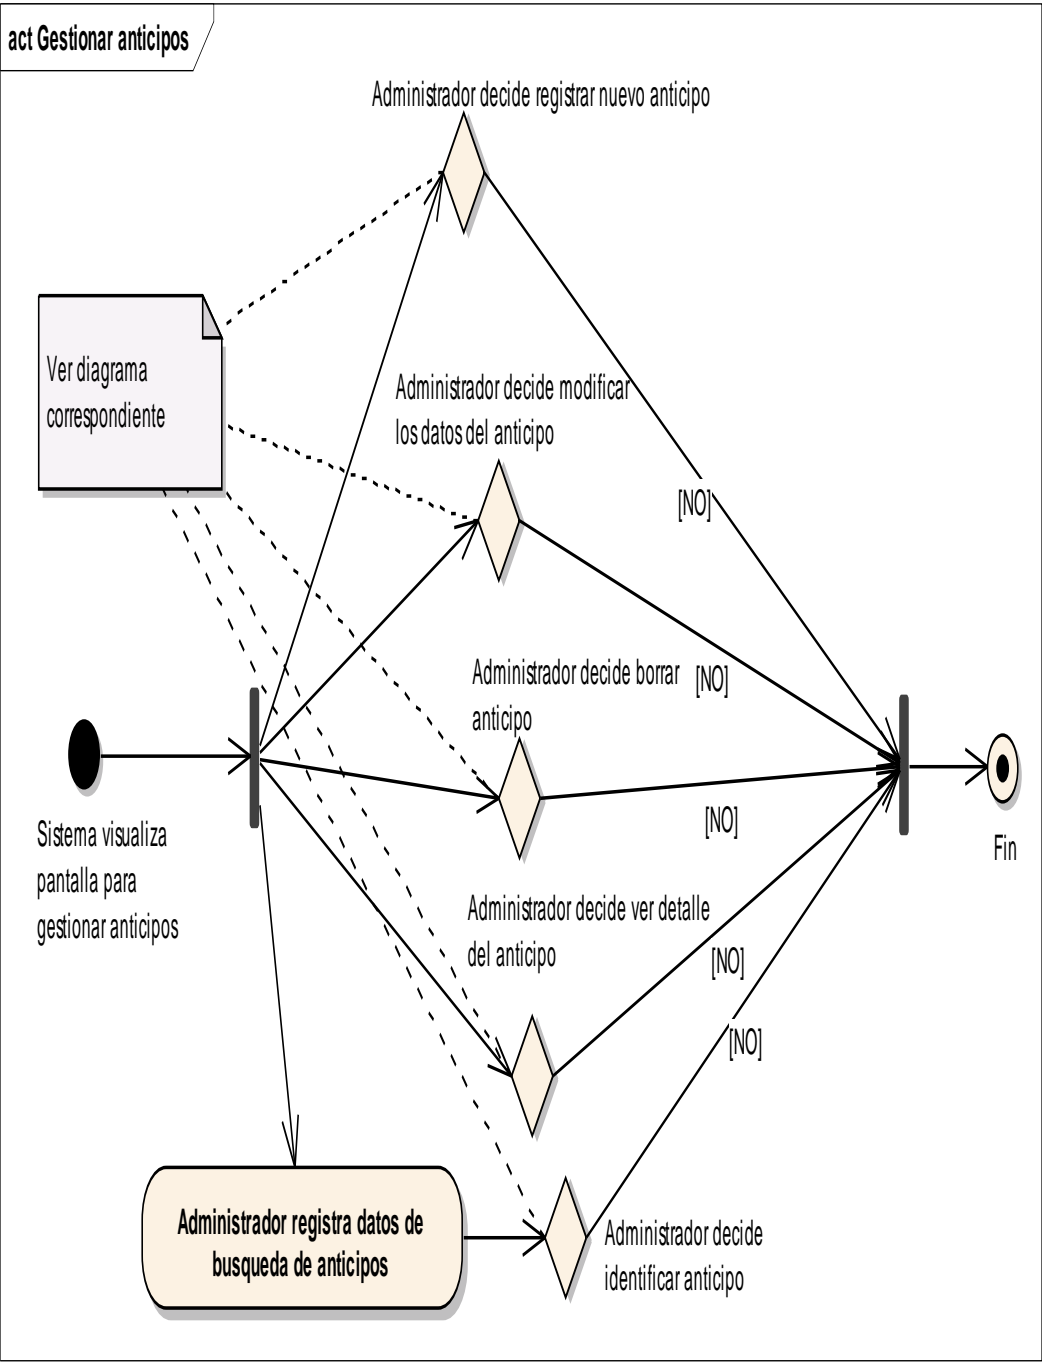 act Gestionar anticipos
Administrador decide registrar nuevo anticipo
Ver diagrama
correspondiente
Administrador decide modificar
los datos del anticipo
[NO]
Administrador decide borrar
anticipo
[NO]
Sistema visualiza
pantalla para
gestionar anticipos
[NO]
Fin
Administrador decide ver detalle
del anticipo
[NO]
[NO]
Administrador registra datos de
busqueda de anticipos
Administrador decide
identificar anticipo